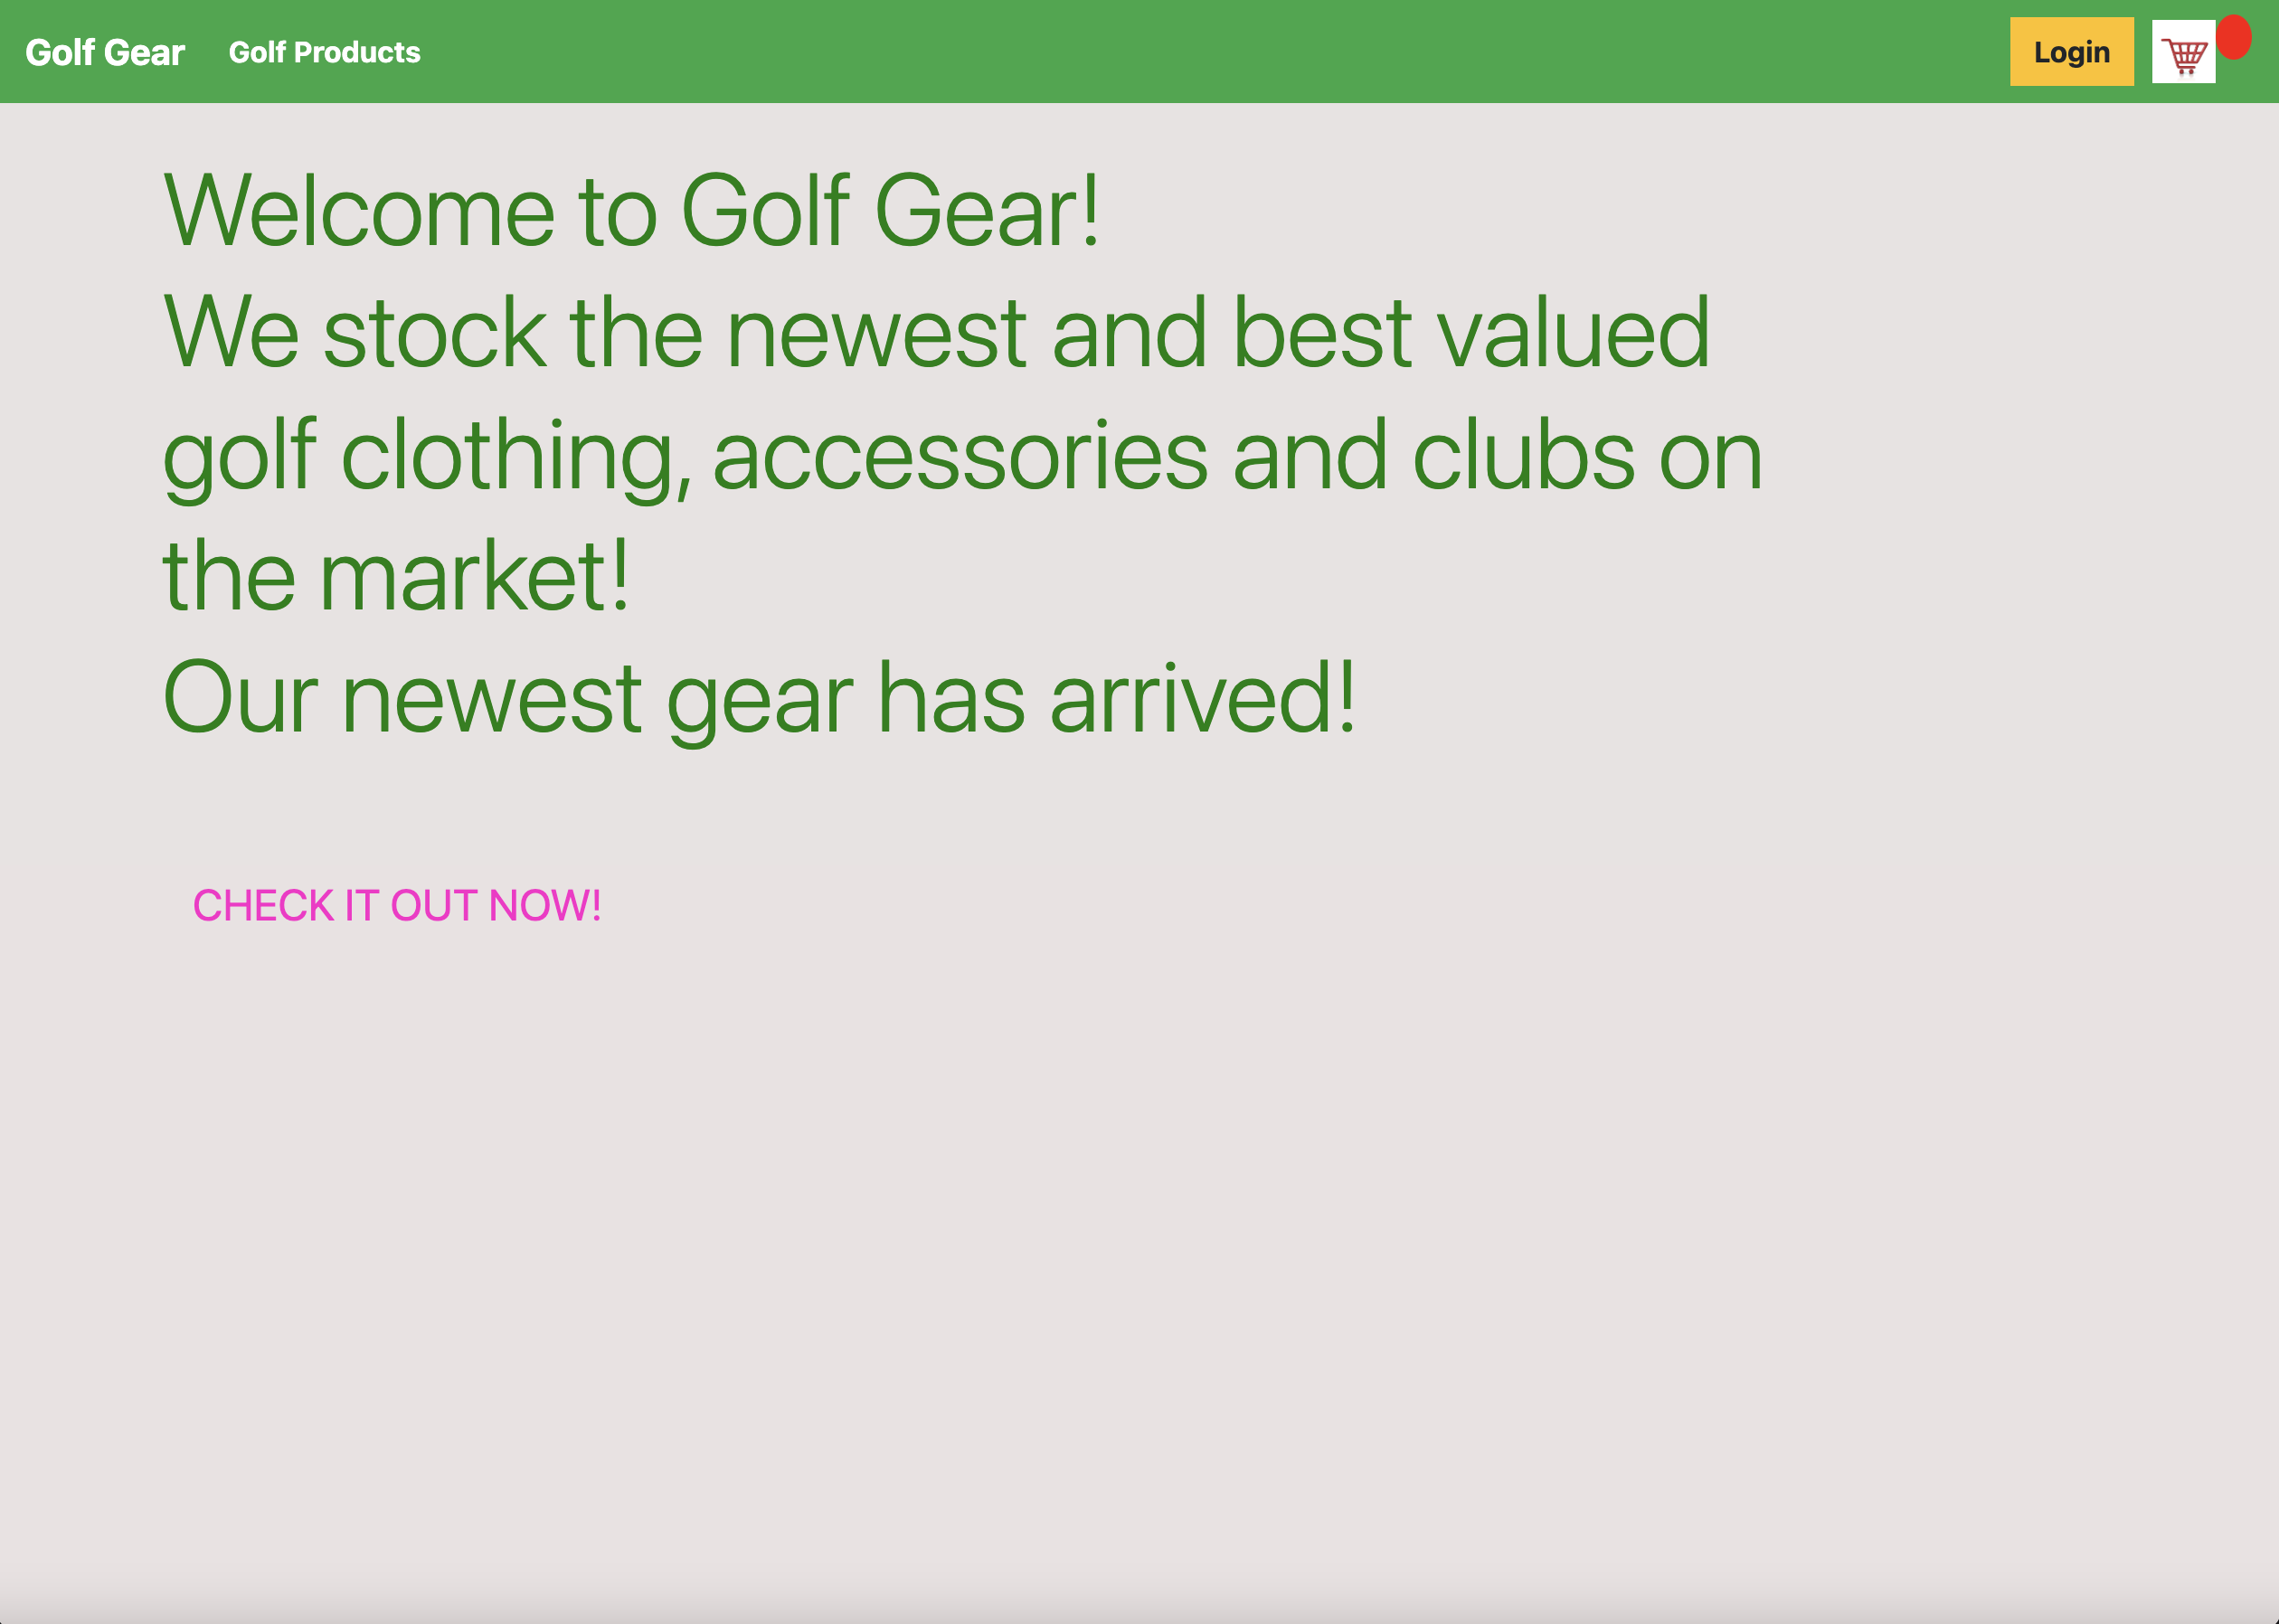 Golf Gear Golf Products Login
Welcome to Golf Gear!
We stock the newest and best valued
golf clothing, accessories and clubs on
the market!
Our newest gear has arrived!
CHECK IT OUT NOW!